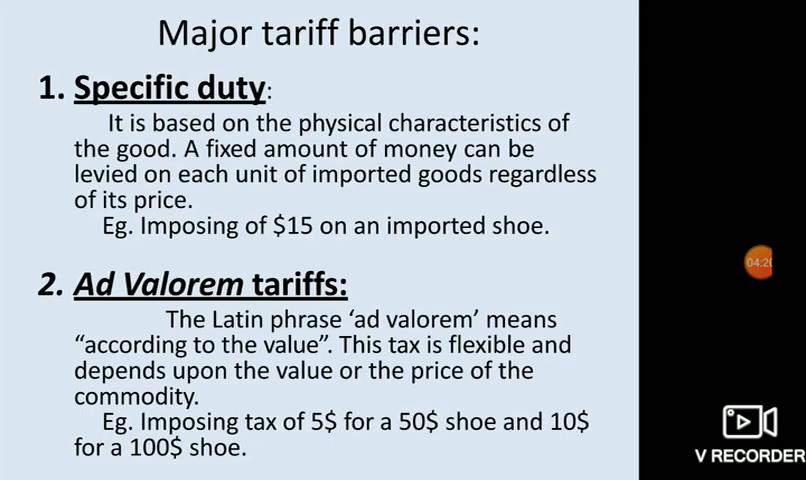 Major tariff barriers:
1. Specific duty:
It is based on the physical characteristics of
the good. A fixed amount of money can be
levied on each unit of imported goods regardless
of its price.
Eg. Imposing of $15 on an imported shoe.
2. Ad Valorem tariffs:
The Latin phrase ‘ad valorem’ means
“according to the value”. This tax is flexible and
depends upon the value or the price of the
commodity.
Eg. Imposing tax of 5$ for a 50$ shoe and 10$
for a 100$ shoe.
04:20
V RECORDER